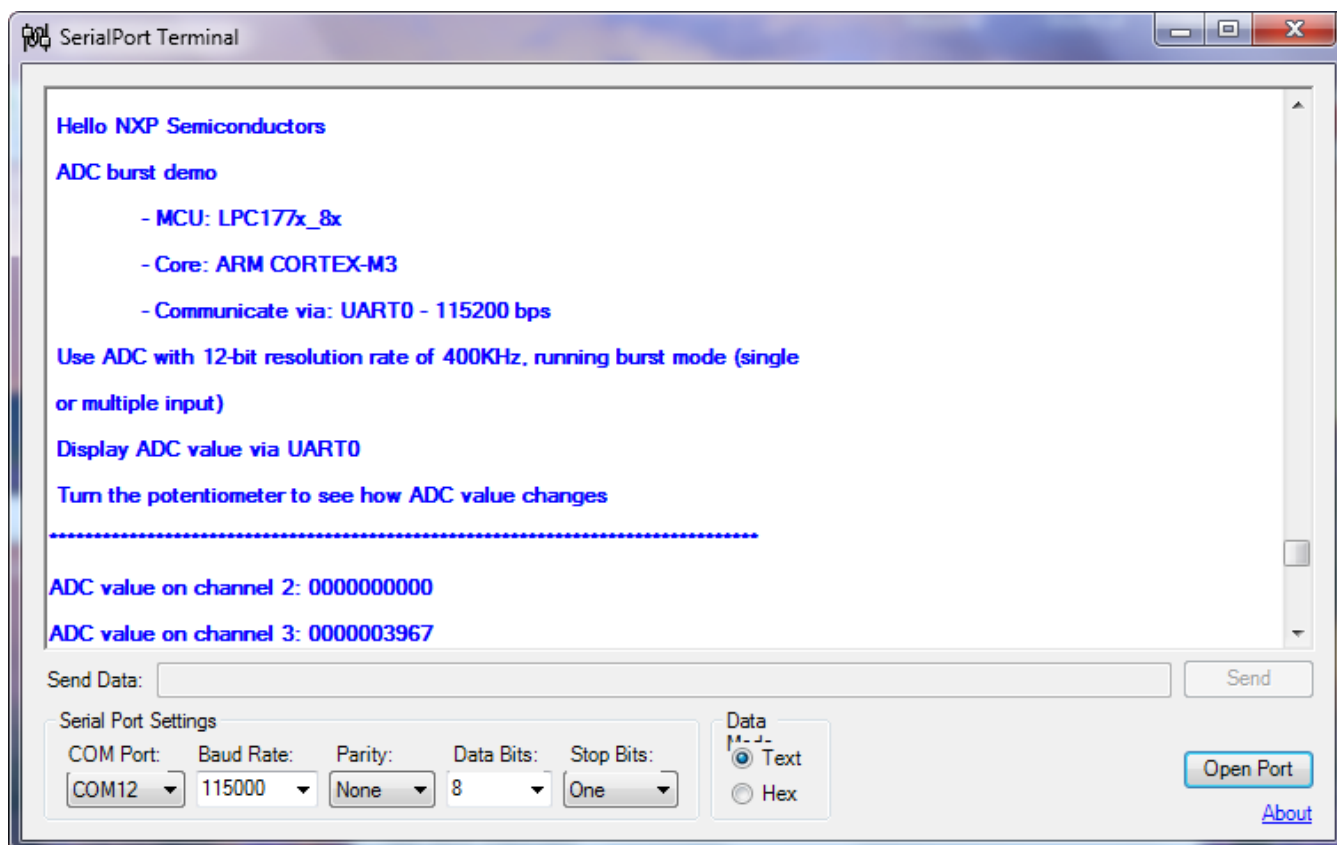 SerialPort Terminal
Hello NXP Semiconductors
ADC burst demo
- MCU: LPC177x_8x
- Core: ARM CORTEX-M3
- Communicate via: UART0 - 115200 bps
Use ADC with 12-bit resolution rate of 400KHz, running burst mode (single
or multiple input)
Display ADC value via UART0
Turn the potentiometer to see how ADC value changes
ADC value on channel 2: 0000000000
ADC value on channel 3: 0000003967
Send Data:
Send
Serial Port Settings
COM Port: Baud Rate: Parity: Data Bits: Stop Bits:
COM12 115000 None 8 One
Data
Text
Hex
Open Port
About